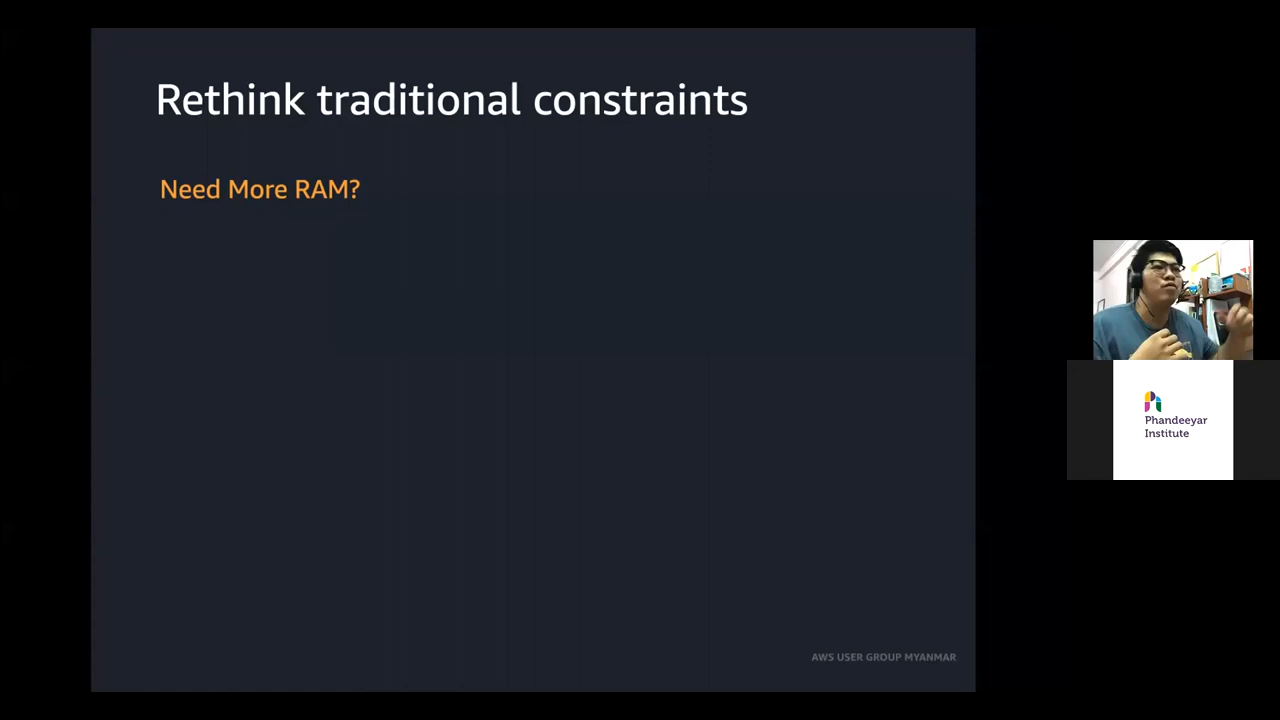 Rethink traditional constraints
Need More RAM?
AWS USER GROUP MYANMAR
Phandeeyar
Institute